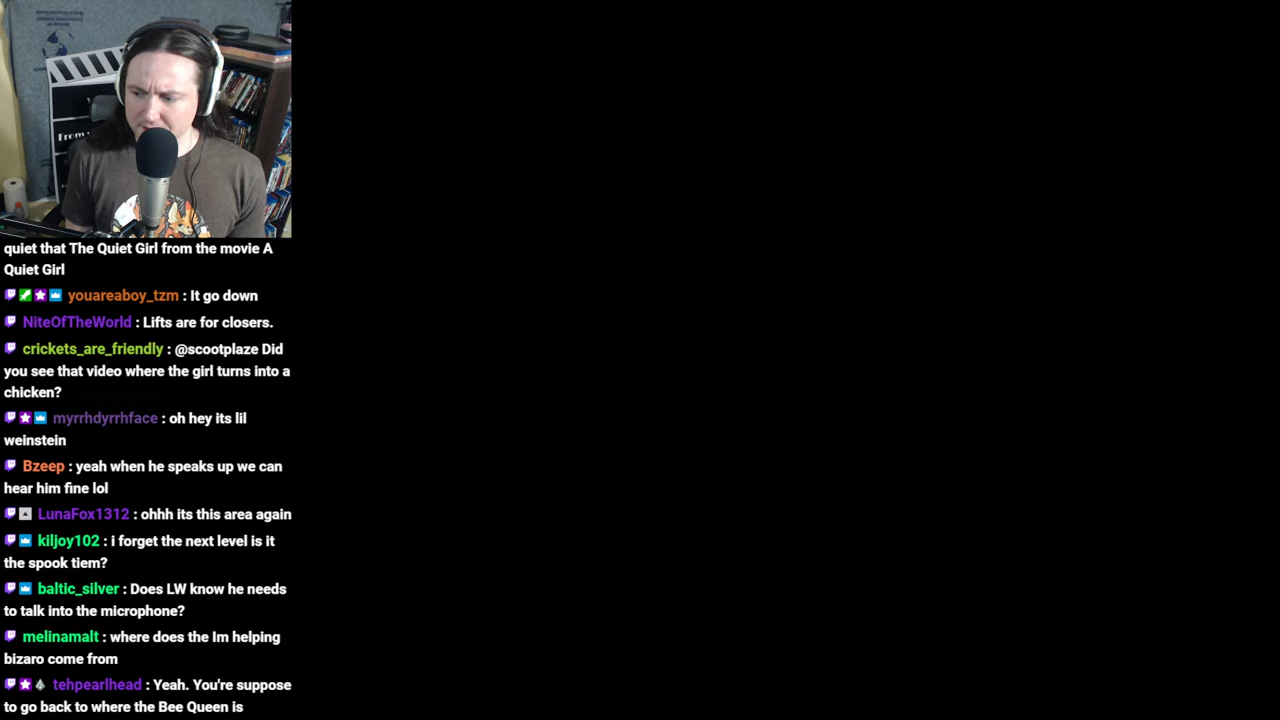 From
quiet that The Quiet Girl from the movie A
Quiet Girl
youareaboy_tzm : It go down
NiteOfTheWorld : Lifts are for closers.
crickets_are_friendly : @scootplaze Did
you see that video where the girl turns into a
chicken?
myrrhdyrrhface : oh hey its lil
weinstein
Bzeep : yeah when he speaks up we can
hear him fine lol
LunaFox1312 : ohhh its this area again
kiljoy102 : i forget the next level is it
the spook tiem?
baltic_silver : Does LW know he needs
to talk into the microphone?
melinamalt : where does the Im helping
bizaro come from
tehpearlhead : Yeah. You're suppose
to go back to where the Bee Queen is